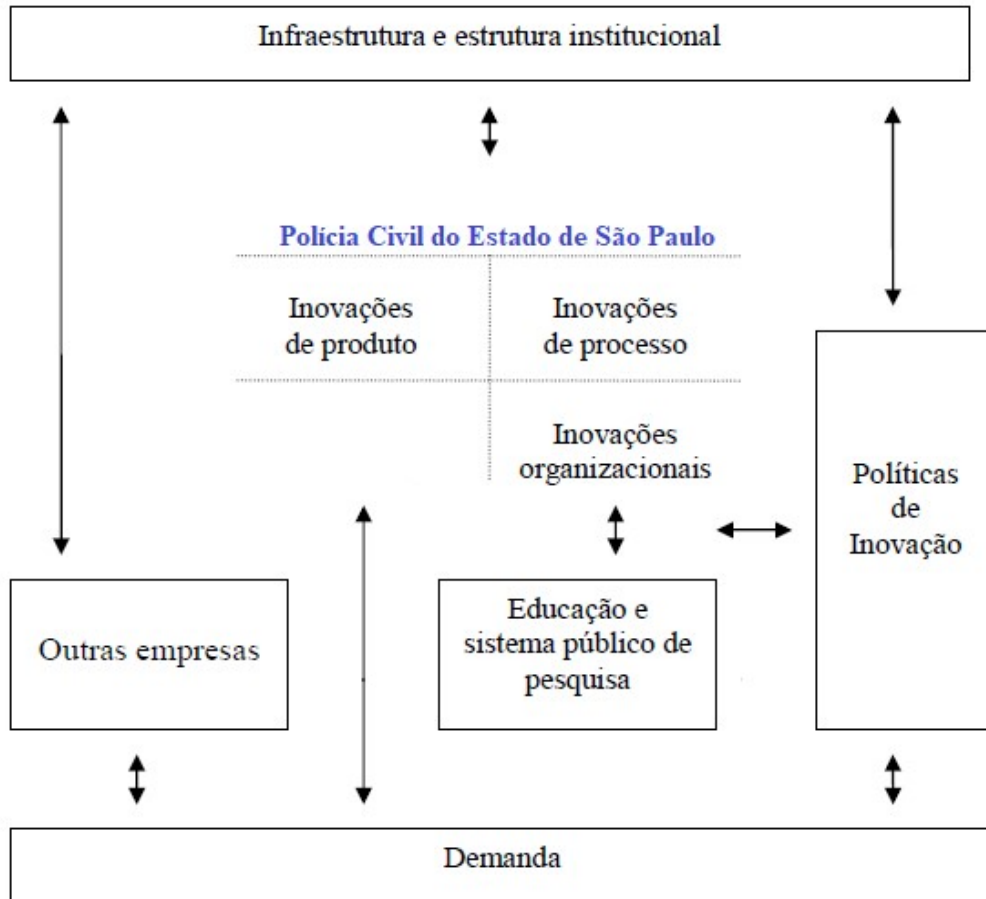 Infraestrutura e estrutura institucional
Polícia Civil do Estado de São Paulo
Inovações
de produto
Inovações
de processo
Inovações
organizacionais
Políticas
de
Inovação
Outras empresas
Educação e
sistema público de
pesquisa
Demanda